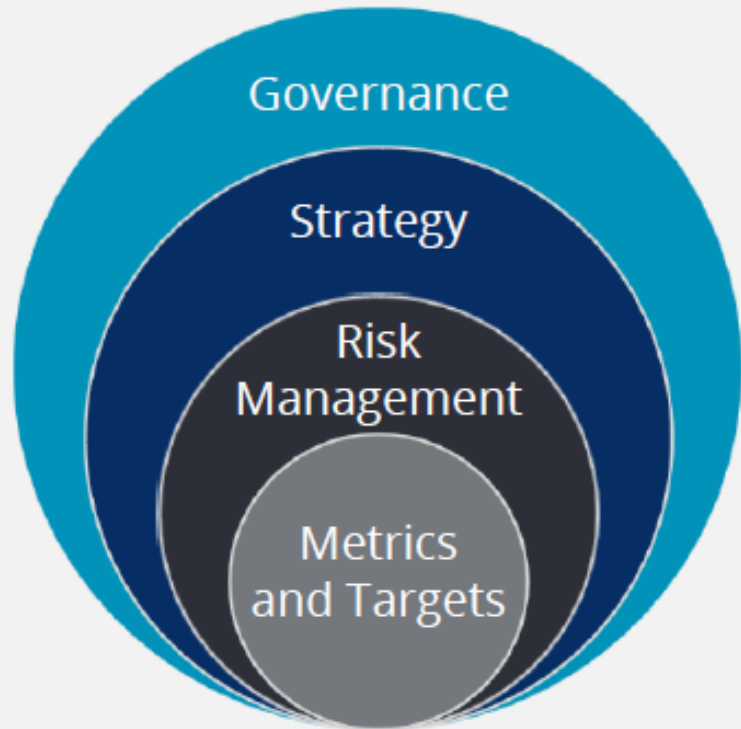 Governance
Strategy
Risk
Management
Metrics
and Targets